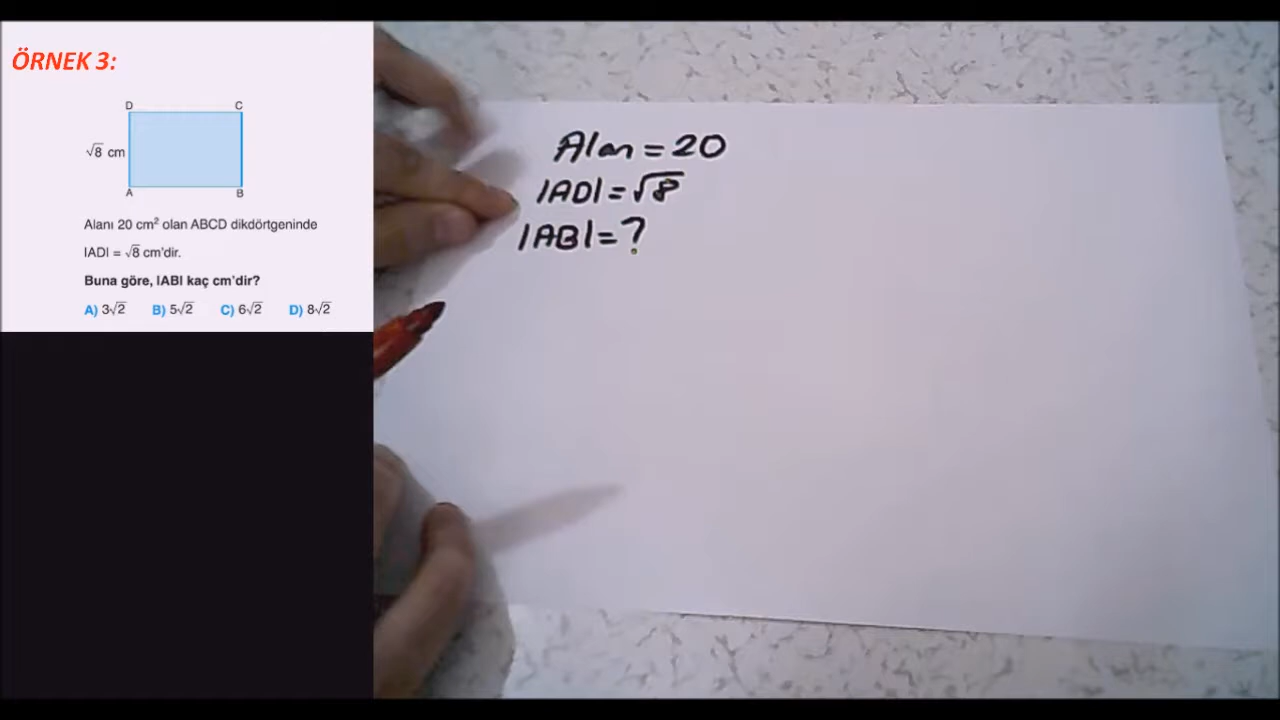 ÖRNEK 3:
D C
√8 cm
A B
Alanı 20 cm² olan ABCD dikdörtgeninde
|AD| = √8 cm'dir.
Buna göre, |AB| kaç cm'dir?
A) 3√2 B) 5√2 C) 6√2 D) 8√2
Alan = 20
|AD| = √8
|AB| = ?